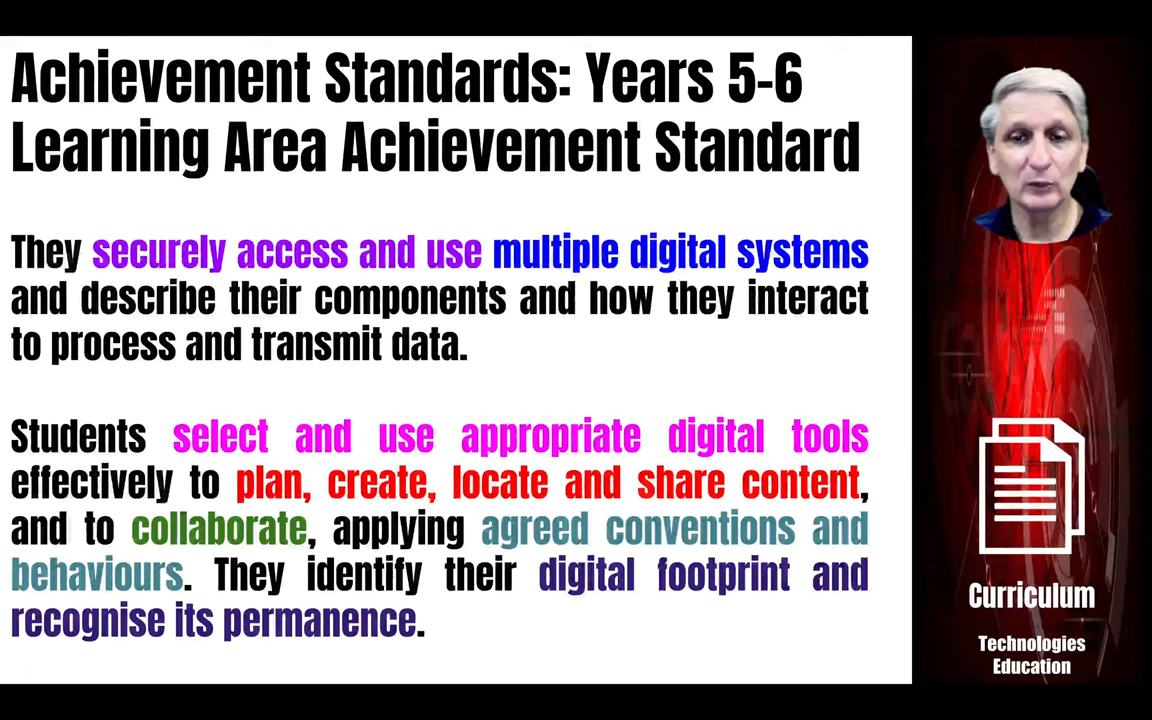 Achievement Standards: Years 5-6
Learning Area Achievement Standard
They securely access and use multiple digital systems
and describe their components and how they interact
to process and transmit data.
Students select and use appropriate digital tools
effectively to plan, create, locate and share content,
and to collaborate, applying agreed conventions and
behaviours. They identify their digital footprint and
recognise its permanence.
Curriculum
Technologies
Education